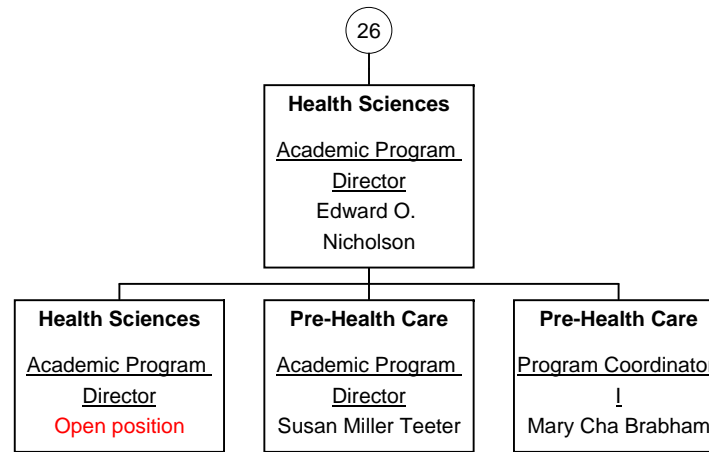 26
Health Sciences
Academic Program
Director
Edward O.
Nicholson
Health Sciences
Academic Program
Director
Open position
Pre-Health Care
Academic Program
Director
Susan Miller Teeter
Pre-Health Care
Program Coordinator
I
Mary Cha Brabham